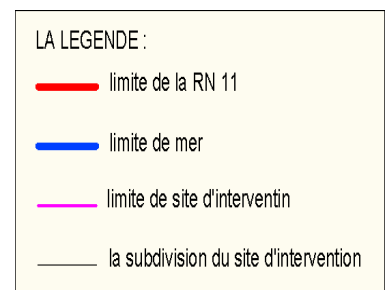 LA LEGENDE :
limite de la RN 11
limite de mer
limite de site d'interventin
la subdivision du site d'intervention